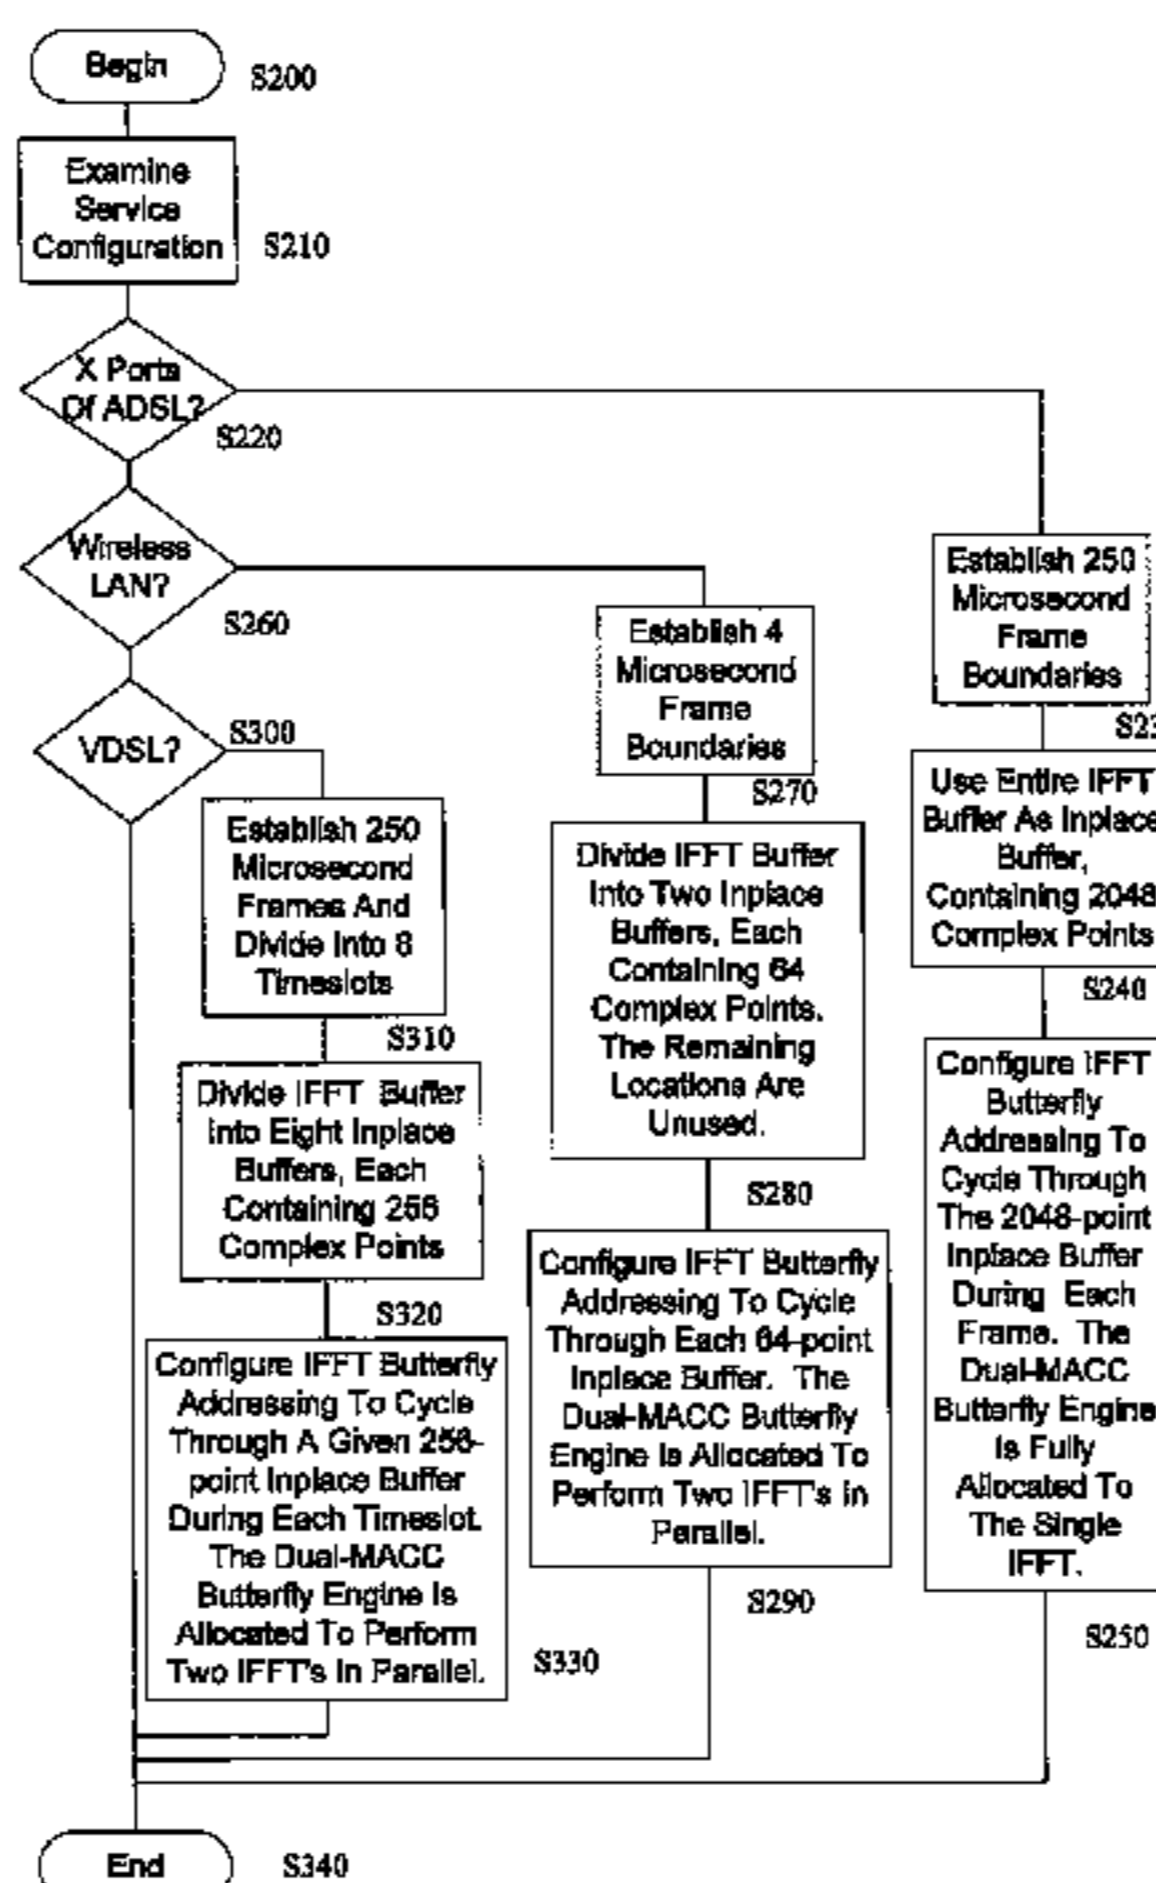 Begin
S200
Examine
Service
Configuration
S210
X Ports
Of ADSL?
S220
Wireless
LAN?
S260
VDSL?
S300
Establish 250
Microsecond
Frames And
Divide Into 8
Timeslots
S310
Divide IFFT Buffer
Into Eight Inplace
Buffers, Each
Containing 256
Complex Points
S320
Configure IFFT Butterfly
Addressing To Cycle
Through A Given 256-
point Inplace Buffer
During Each Timeslot.
The Dual-MACC
Butterfly Engine Is
Allocated To Perform
Two IFFT's In Parallel.
S330
Establish 4
Microsecond
Frame
Boundaries
S270
Divide IFFT Buffer
Into Two Inplace
Buffers, Each
Containing 64
Complex Points.
The Remaining
Locations Are
Unused.
S280
Configure IFFT Butterfly
Addressing To Cycle
Through Each 64-point
Inplace Buffer. The
Dual-MACC Butterfly
Engine Is Allocated To
Perform Two IFFT's In
Parallel.
S290
Establish 250
Microsecond
Frame
Boundaries
S23
Use Entire IFFT
Buffer As Inplace
Buffer,
Containing 2048
Complex Points
S240
Configure IFFT
Butterfly
Addressing To
Cycle Through
The 2048-point
Inplace Buffer
During Each
Frame. The
Dual-MACC
Butterfly Engine
Is Fully
Allocated To
The Single
IFFT.
S250
End
S340